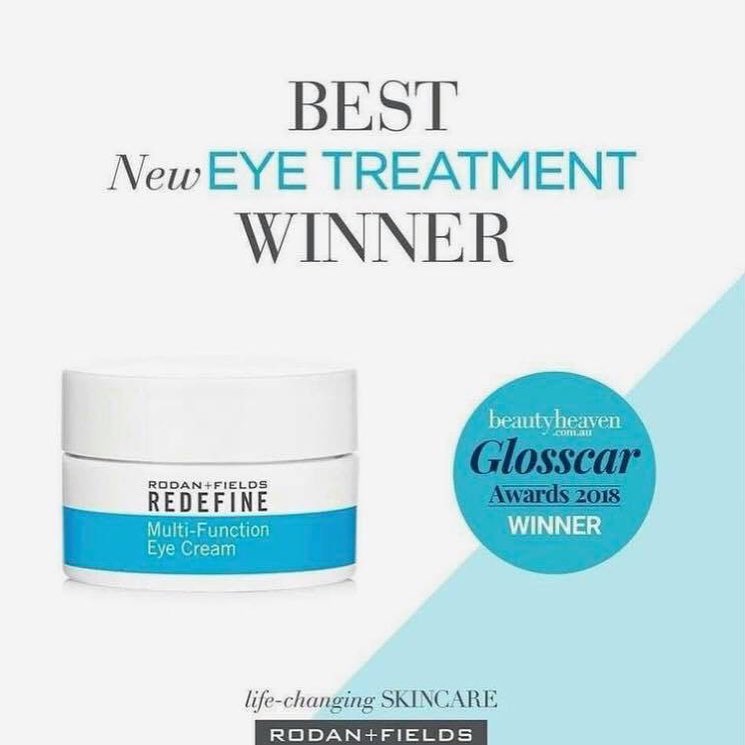 BEST
New EYE TREATMENT
WINNER
RODAN+FIELDS
REDEFINE
Multi-Function
Eye Cream
beautyheaven
.com.au
Glosscar
Awards 2018
WINNER
life-changing SKINCARE
RODAN+FIELDS